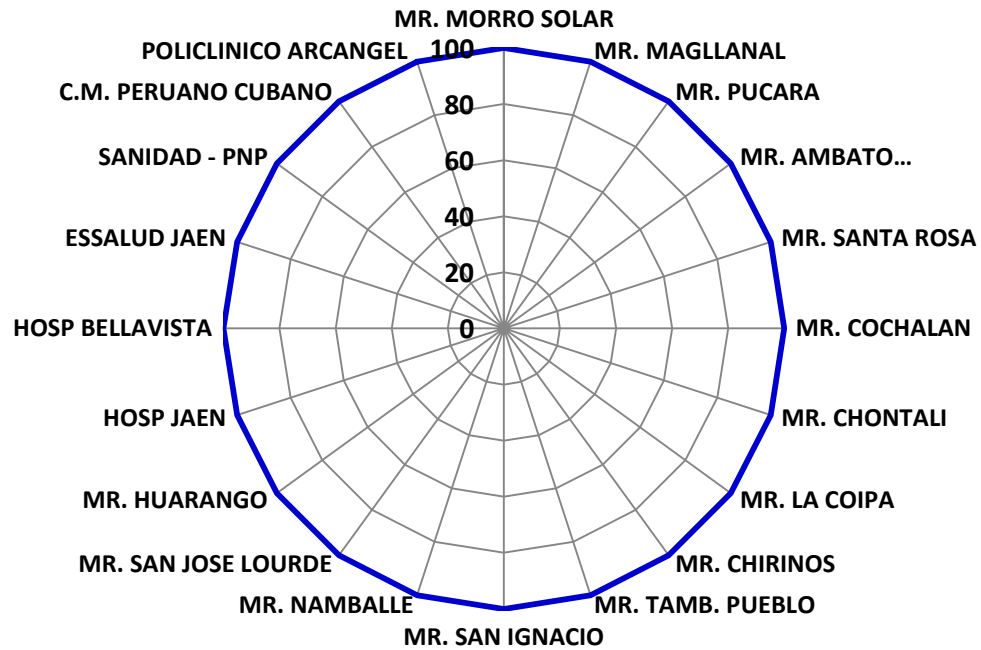 MR. MORRO SOLAR
MR. MAGLLANAL
MR. PUCARA
MR. AMBATO...
MR. SANTA ROSA
MR. COCHALAN
MR. CHONTALI
MR. LA COIPA
MR. CHIRINOS
MR. TAMB. PUEBLO
MR. SAN IGNACIO
MR. NAMBALLE
MR. SAN JOSE LOURDE
MR. HUARANGO
HOSP JAEN
HOSP BELLAVISTA
ESSALUD JAEN
SANIDAD - PNP
C.M. PERUANO CUBANO
POLICLINICO ARCANGEL
100
80
60
40
20
0